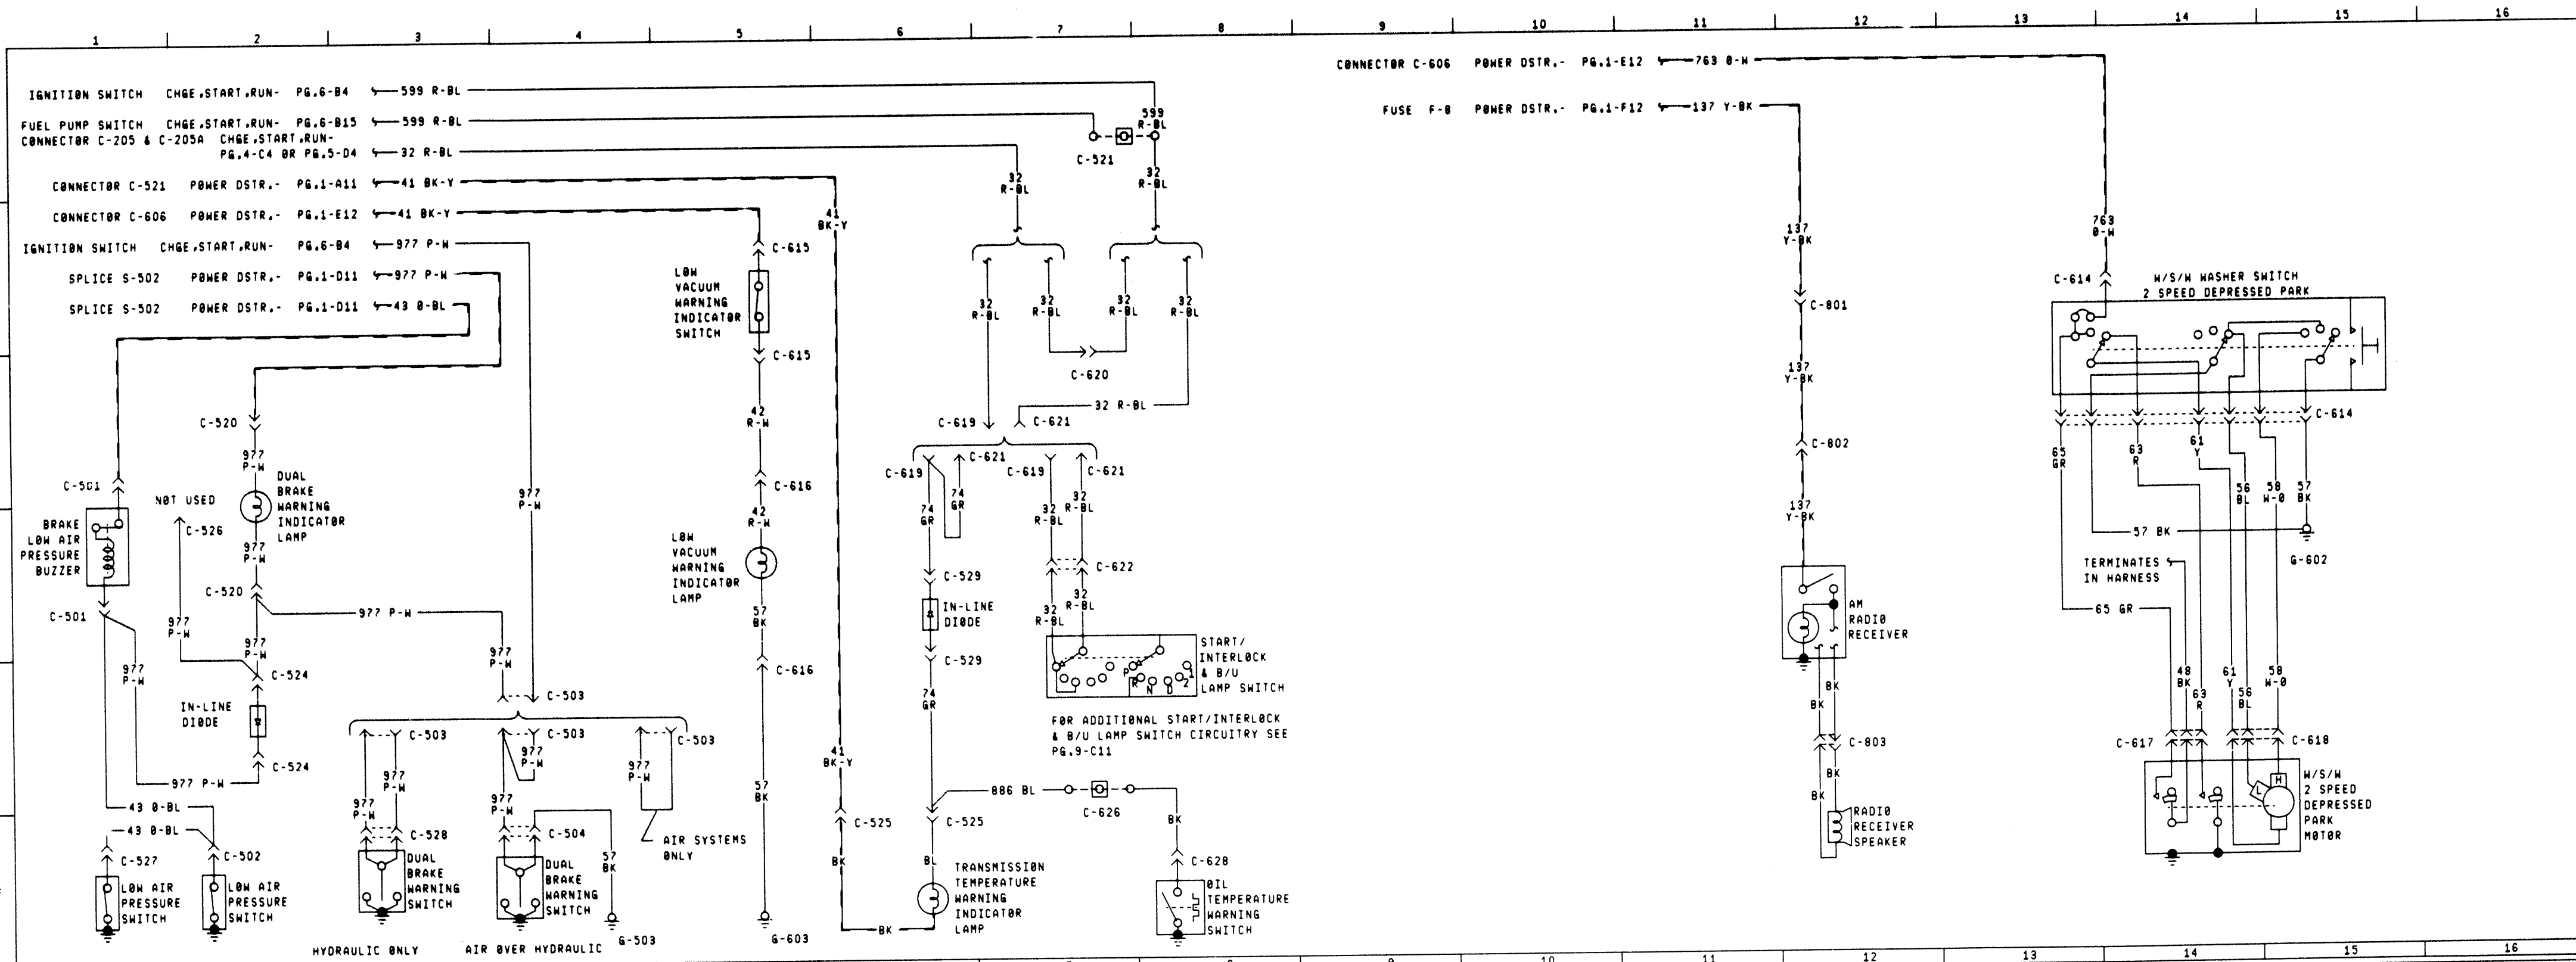 1 2 3 4 5 6 7 8 9 10 11 12 13 14 15 16
IGNITION SWITCH CHGE.START.RUN- PG.6-B4 599 R-BL
FUEL PUMP SWITCH CHGE.START.RUN- PG.6-B15 599 R-BL
CONNECTOR C-205 & C-205A CHGE.START.RUN-
PG.4-C4 OR PG.5-D4 32 R-BL
CONNECTOR C-521 POWER DSTR.- PG.1-A11 41 BK-Y
CONNECTOR C-606 POWER DSTR.- PG.1-E12 41 BK-Y
IGNITION SWITCH CHGE.START.RUN- PG.6-B4 977 P-W
SPLICE S-502 POWER DSTR.- PG.1-D11 977 P-W
SPLICE S-502 POWER DSTR.- PG.1-D11 43 O-BL
CONNECTOR C-606 POWER DSTR.- PG.1-E12 763 O-W
FUSE F-8 POWER DSTR.- PG.1-F12 137 Y-BK
599
R-BL
C-521
32
R-BL
32
R-BL
41
BK-Y
C-615
LOW
VACUUM
WARNING
INDICATOR
SWITCH
C-615
42
R-W
C-616
42
R-W
LOW
VACUUM
WARNING
INDICATOR
LAMP
57
BK
C-616
57
BK
G-603
32
R-BL
32
R-BL
32
R-BL
32
R-BL
C-620
32 R-BL
C-619
C-621
C-619
C-621
C-619
C-621
74
GR
74
GR
32
R-BL
32
R-BL
C-529
IN-LINE
DIODE
C-529
74
GR
C-622
32
R-BL
32
R-BL
START/
INTERLOCK
& B/U
LAMP SWITCH
P
R
N
D
2
1
FOR ADDITIONAL START/INTERLOCK
& B/U LAMP SWITCH CIRCUITRY SEE
PG.9-C11
41
BK-Y
C-525
BK
BK
886 BL
C-626
C-525
BL
TRANSMISSION
TEMPERATURE
WARNING
INDICATOR
LAMP
BK
C-628
OIL
TEMPERATURE
WARNING
SWITCH
C-520
977
P-W
DUAL
BRAKE
WARNING
INDICATOR
LAMP
977
P-W
C-520
977 P-W
977
P-W
C-501
NOT USED
C-526
BRAKE
LOW AIR
PRESSURE
BUZZER
C-501
977
P-W
977
P-W
977
P-W
C-524
IN-LINE
DIODE
C-524
977 P-W
43 O-BL
43 O-BL
C-527
C-502
LOW AIR
PRESSURE
SWITCH
LOW AIR
PRESSURE
SWITCH
977
P-W
C-503
C-503
C-503
C-503
977
P-W
977
P-W
C-528
DUAL
BRAKE
WARNING
SWITCH
HYDRAULIC ONLY
977
P-W
977
P-W
C-504
DUAL
BRAKE
WARNING
SWITCH
AIR OVER HYDRAULIC
57
BK
G-503
977
P-W
AIR SYSTEMS
ONLY
137
Y-BK
C-801
137
Y-BK
C-802
137
Y-BK
AM
RADIO
RECEIVER
BK
BK
C-803
BK
BK
RADIO
RECEIVER
SPEAKER
763
O-W
C-614
W/S/W WASHER SWITCH
2 SPEED DEPRESSED PARK
C-614
65
GR
63
R
61
Y
56
BL
58
W-O
57
BK
57 BK
G-602
TERMINATES
IN HARNESS
65 GR
48
BK
63
R
61
Y
56
BL
58
W-O
C-617
C-618
H
L
W/S/W
2 SPEED
DEPRESSED
PARK
MOTOR
10 11 12 13 14 15 16